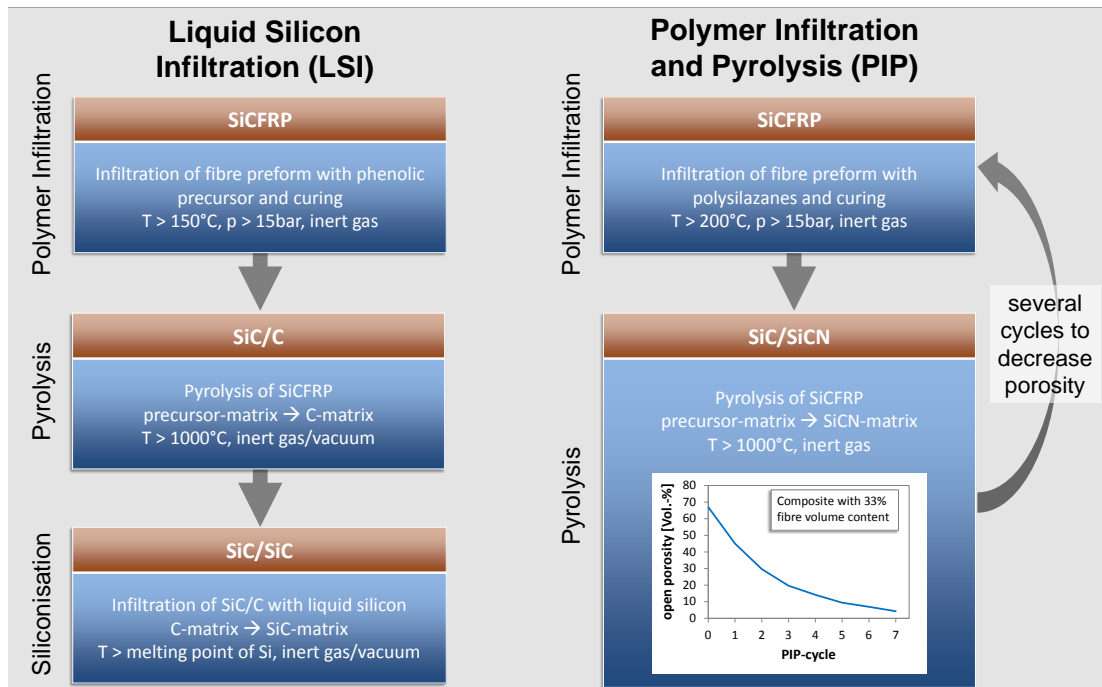 Liquid Silicon
Infiltration (LSI)
Polymer Infiltration
SiCFRP
Infiltration of fibre preform with phenolic
precursor and curing
T > 150°C, p > 15bar, inert gas
Pyrolysis
SiC/C
Pyrolysis of SiCFRP
precursor-matrix → C-matrix
T > 1000°C, inert gas/vacuum
Siliconisation
SiC/SiC
Infiltration of SiC/C with liquid silicon
C-matrix → SiC-matrix
T > melting point of Si, inert gas/vacuum
Polymer Infiltration
and Pyrolysis (PIP)
Polymer Infiltration
SiCFRP
Infiltration of fibre preform with
polysilazanes and curing
T > 200°C, p > 15bar, inert gas
several
cycles to
decrease
porosity
Pyrolysis
SiC/SiCN
Pyrolysis of SiCFRP
precursor-matrix → SiCN-matrix
T > 1000°C, inert gas
open porosity [Vol.-%]
80
70
60
50
40
30
20
10
0
Composite with 33%
fibre volume content
0 1 2 3 4 5 6 7
PIP-cycle